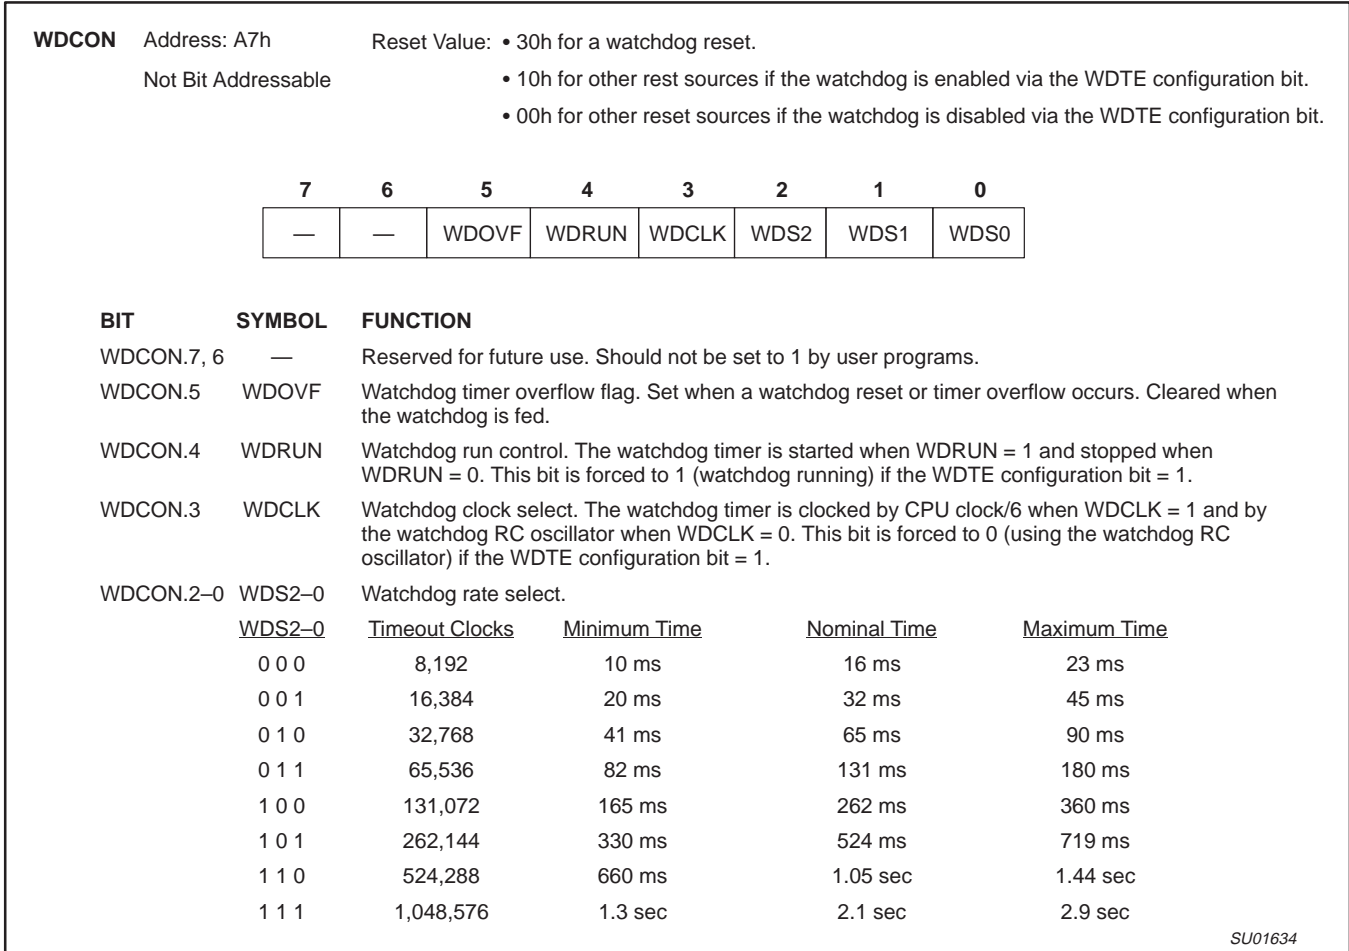 WDCON Address: A7h Reset Value: • 30h for a watchdog reset.
Not Bit Addressable • 10h for other rest sources if the watchdog is enabled via the WDTE configuration bit.
• 00h for other reset sources if the watchdog is disabled via the WDTE configuration bit.
7 6 5 4 3 2 1 0
— — WDOVF WDRUN WDCLK WDS2 WDS1 WDS0
BIT SYMBOL FUNCTION
WDCON.7, 6 — Reserved for future use. Should not be set to 1 by user programs.
WDCON.5 WDOVF Watchdog timer overflow flag. Set when a watchdog reset or timer overflow occurs. Cleared when
the watchdog is fed.
WDCON.4 WDRUN Watchdog run control. The watchdog timer is started when WDRUN = 1 and stopped when
WDRUN = 0. This bit is forced to 1 (watchdog running) if the WDTE configuration bit = 1.
WDCON.3 WDCLK Watchdog clock select. The watchdog timer is clocked by CPU clock/6 when WDCLK = 1 and by
the watchdog RC oscillator when WDCLK = 0. This bit is forced to 0 (using the watchdog RC
oscillator) if the WDTE configuration bit = 1.
WDCON.2–0 WDS2–0 Watchdog rate select.
WDS2–0 Timeout Clocks Minimum Time Nominal Time Maximum Time
0 0 0 8,192 10 ms 16 ms 23 ms
0 0 1 16,384 20 ms 32 ms 45 ms
0 1 0 32,768 41 ms 65 ms 90 ms
0 1 1 65,536 82 ms 131 ms 180 ms
1 0 0 131,072 165 ms 262 ms 360 ms
1 0 1 262,144 330 ms 524 ms 719 ms
1 1 0 524,288 660 ms 1.05 sec 1.44 sec
1 1 1 1,048,576 1.3 sec 2.1 sec 2.9 sec
SU01634